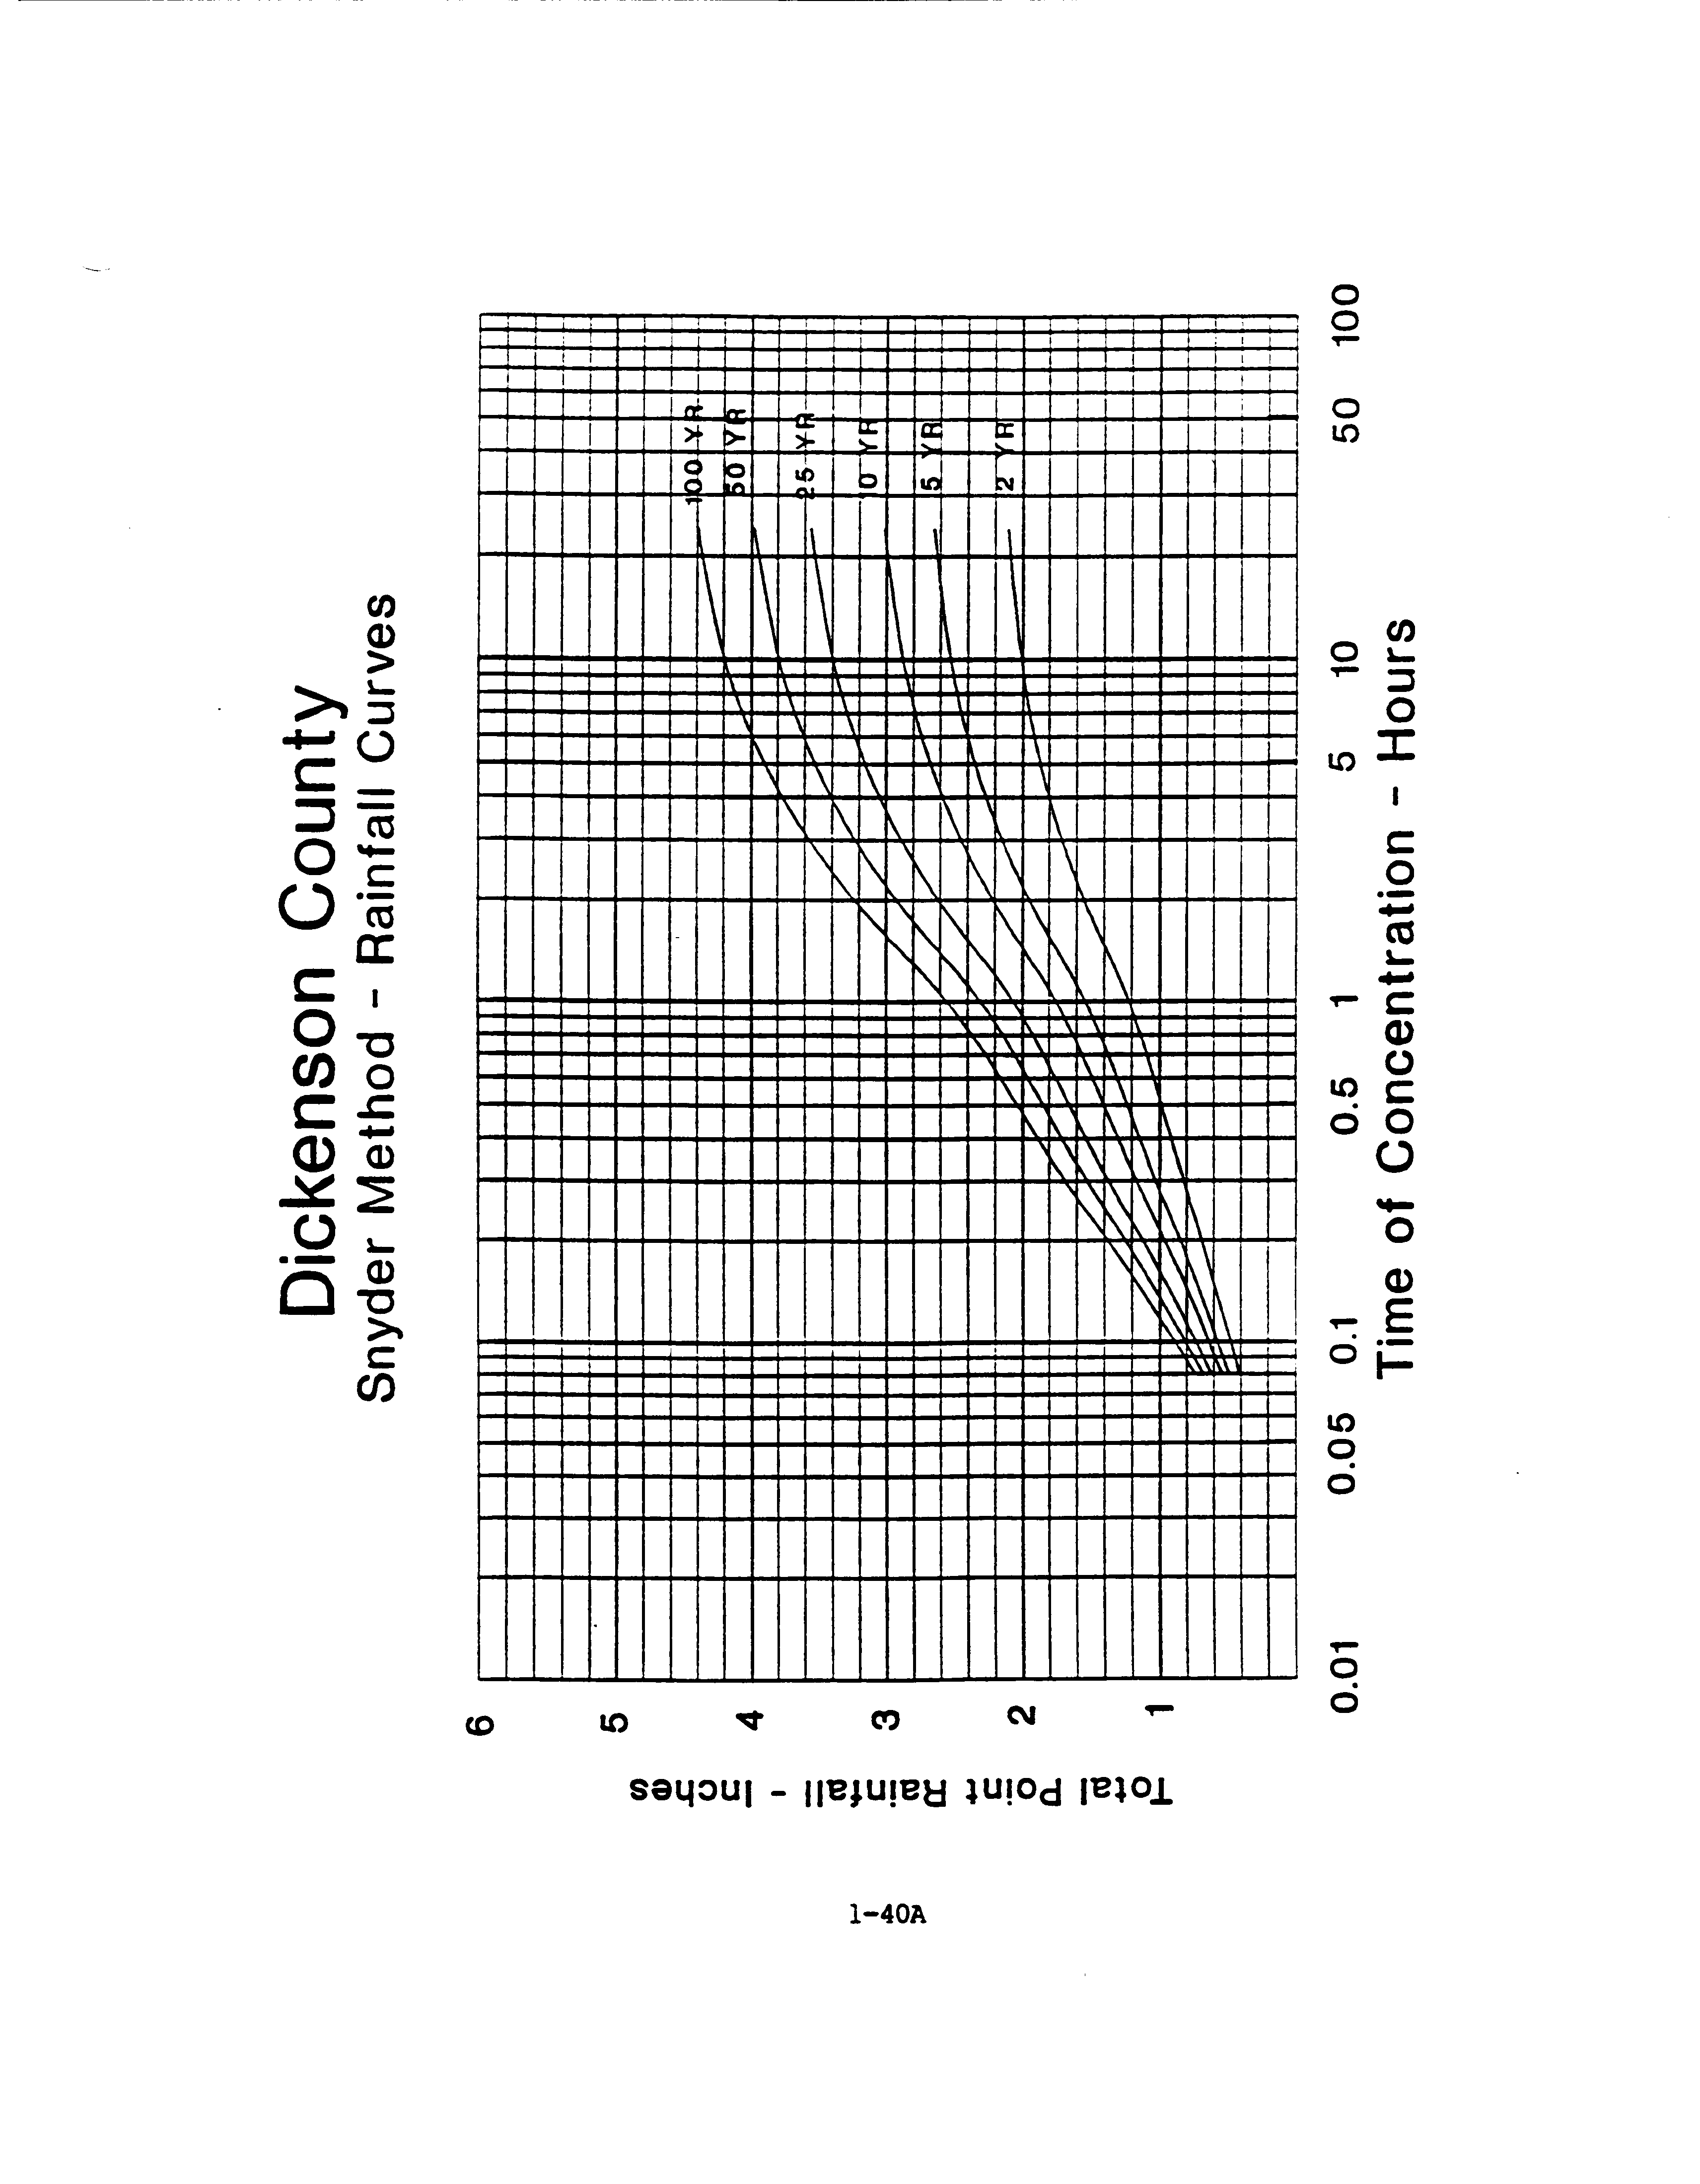 Dickenson County
Snyder Method - Rainfall Curves
Total Point Rainfall - Inches
6
5
4
3
2
1
100 YR
50 YR
25 YR
10 YR
5 YR
2 YR
0.01
0.05
0.1
0.5
1
5
10
50
100
Time of Concentration - Hours
1-40A